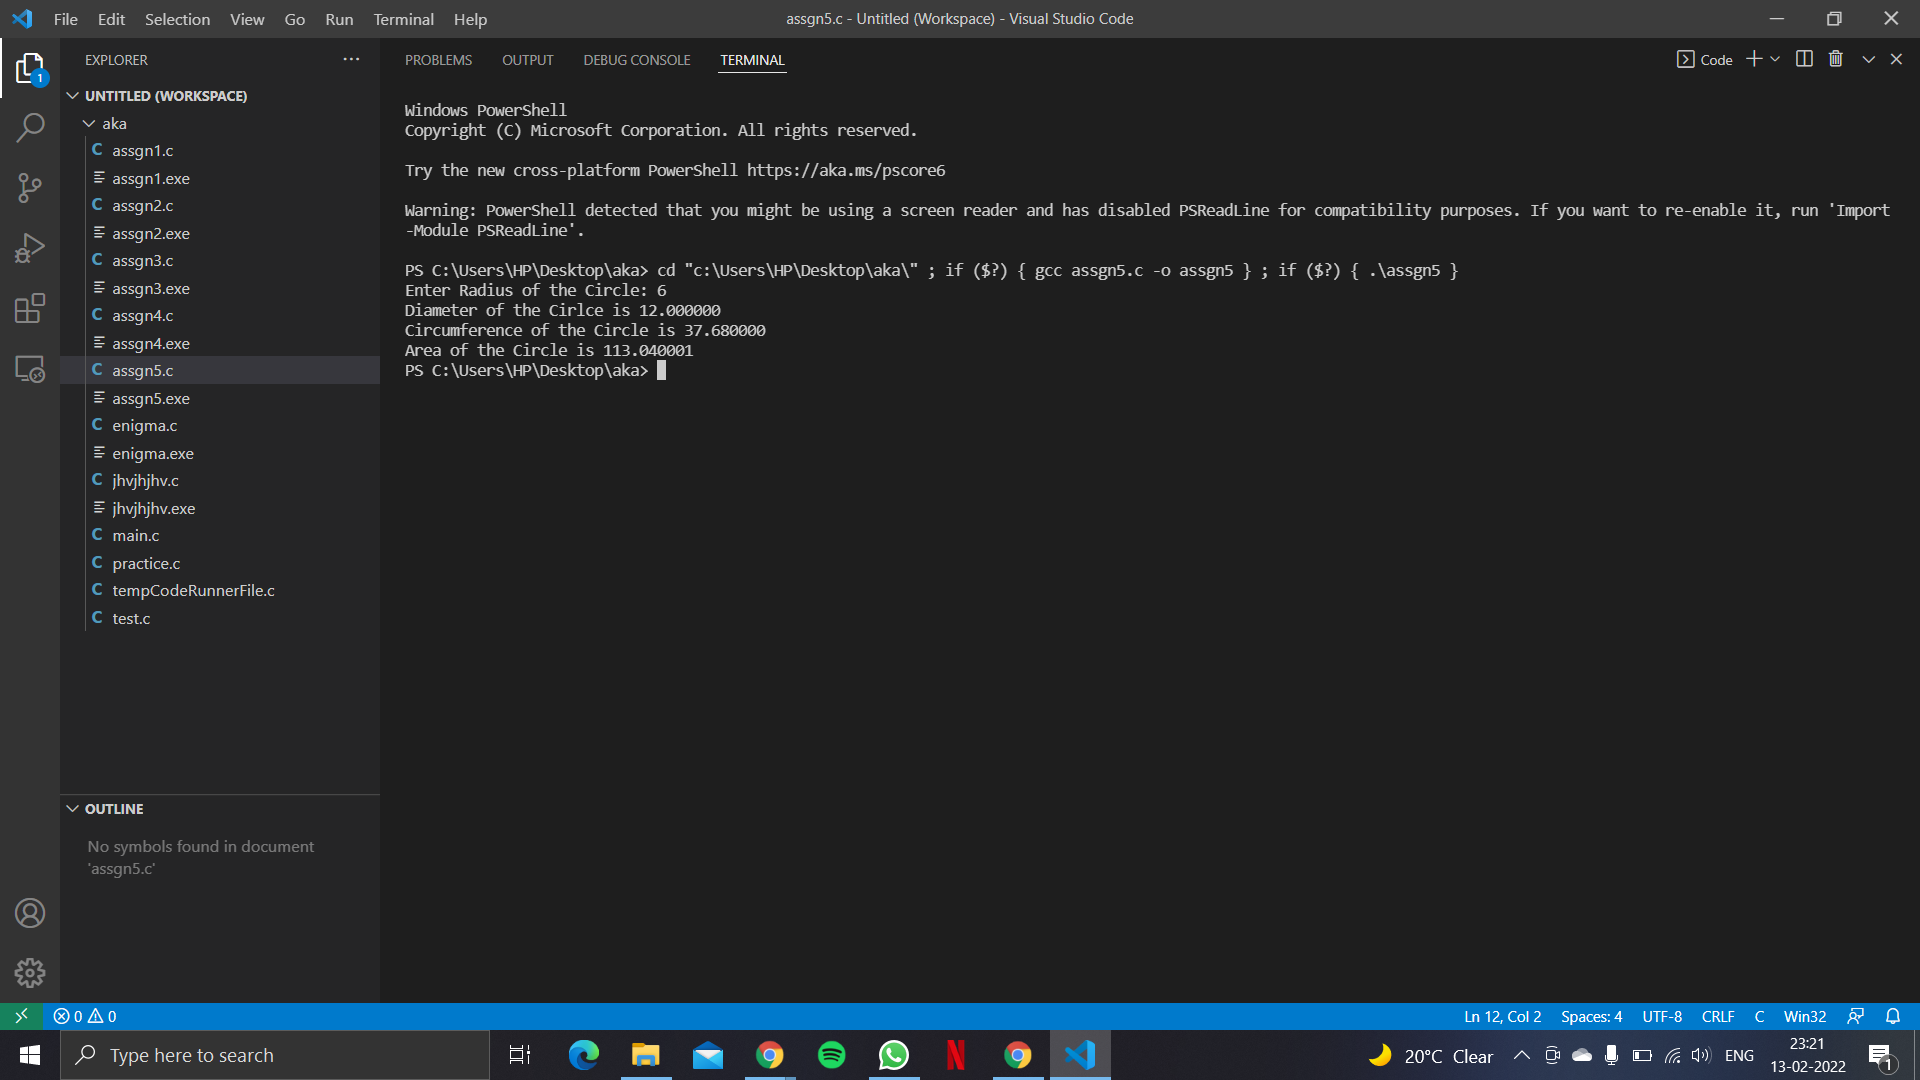 File Edit Selection View Go Run Terminal Help
assgn5.c - Untitled (Workspace) - Visual Studio Code
1
EXPLORER
UNTITLED (WORKSPACE)
aka
assgn1.c
assgn1.exe
assgn2.c
assgn2.exe
assgn3.c
assgn3.exe
assgn4.c
assgn4.exe
assgn5.c
assgn5.exe
enigma.c
enigma.exe
jhvjhjhv.c
jhvjhjhv.exe
main.c
practice.c
tempCodeRunnerFile.c
test.c
OUTLINE
No symbols found in document
'assgn5.c'
PROBLEMS OUTPUT DEBUG CONSOLE TERMINAL
Code
Windows PowerShell
Copyright (C) Microsoft Corporation. All rights reserved.
Try the new cross-platform PowerShell https://aka.ms/pscore6
Warning: PowerShell detected that you might be using a screen reader and has disabled PSReadLine for compatibility purposes. If you want to re-enable it, run 'Import
-Module PSReadLine'.
PS C:\Users\HP\Desktop\aka> cd "c:\Users\HP\Desktop\aka\" ; if ($?) { gcc assgn5.c -o assgn5 } ; if ($?) { .\assgn5 }
Enter Radius of the Circle: 6
Diameter of the Cirlce is 12.000000
Circumference of the Circle is 37.680000
Area of the Circle is 113.040001
PS C:\Users\HP\Desktop\aka>
0 0
Ln 12, Col 2 Spaces: 4 UTF-8 CRLF C Win32
Type here to search
20°C Clear
ENG
23:21
13-02-2022
1